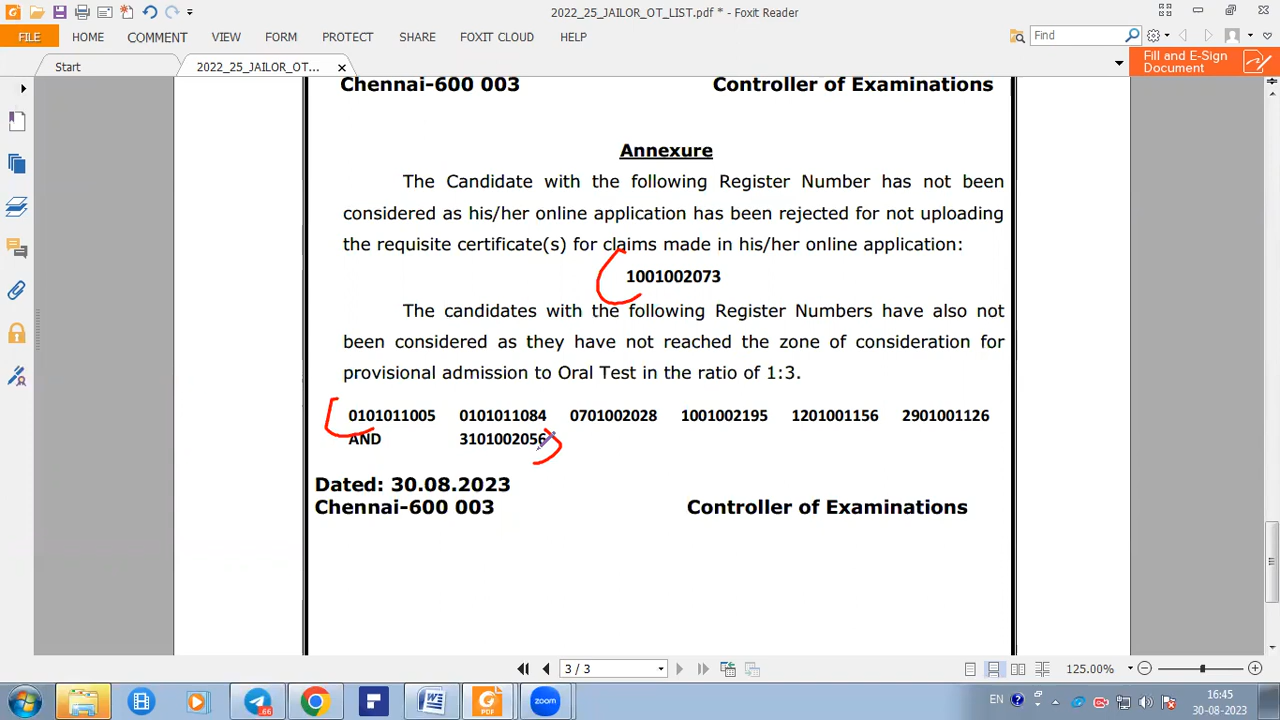 2022_25_JAILOR_OT_LIST.pdf * - Foxit Reader
FILE HOME COMMENT VIEW FORM PROTECT SHARE FOXIT CLOUD HELP Find
Start 2022_25_JAILOR_OT... Fill and E-Sign Document
Chennai-600 003 Controller of Examinations
Annexure
The Candidate with the following Register Number has not been
considered as his/her online application has been rejected for not uploading
the requisite certificate(s) for claims made in his/her online application:
1001002073
The candidates with the following Register Numbers have also not
been considered as they have not reached the zone of consideration for
provisional admission to Oral Test in the ratio of 1:3.
0101011005 0101011084 0701002028 1001002195 1201001156 2901001126
AND 3101002056
Dated: 30.08.2023
Chennai-600 003 Controller of Examinations
3 / 3 125.00%
66 W PDF zoom EN 16:45
30-08-2023